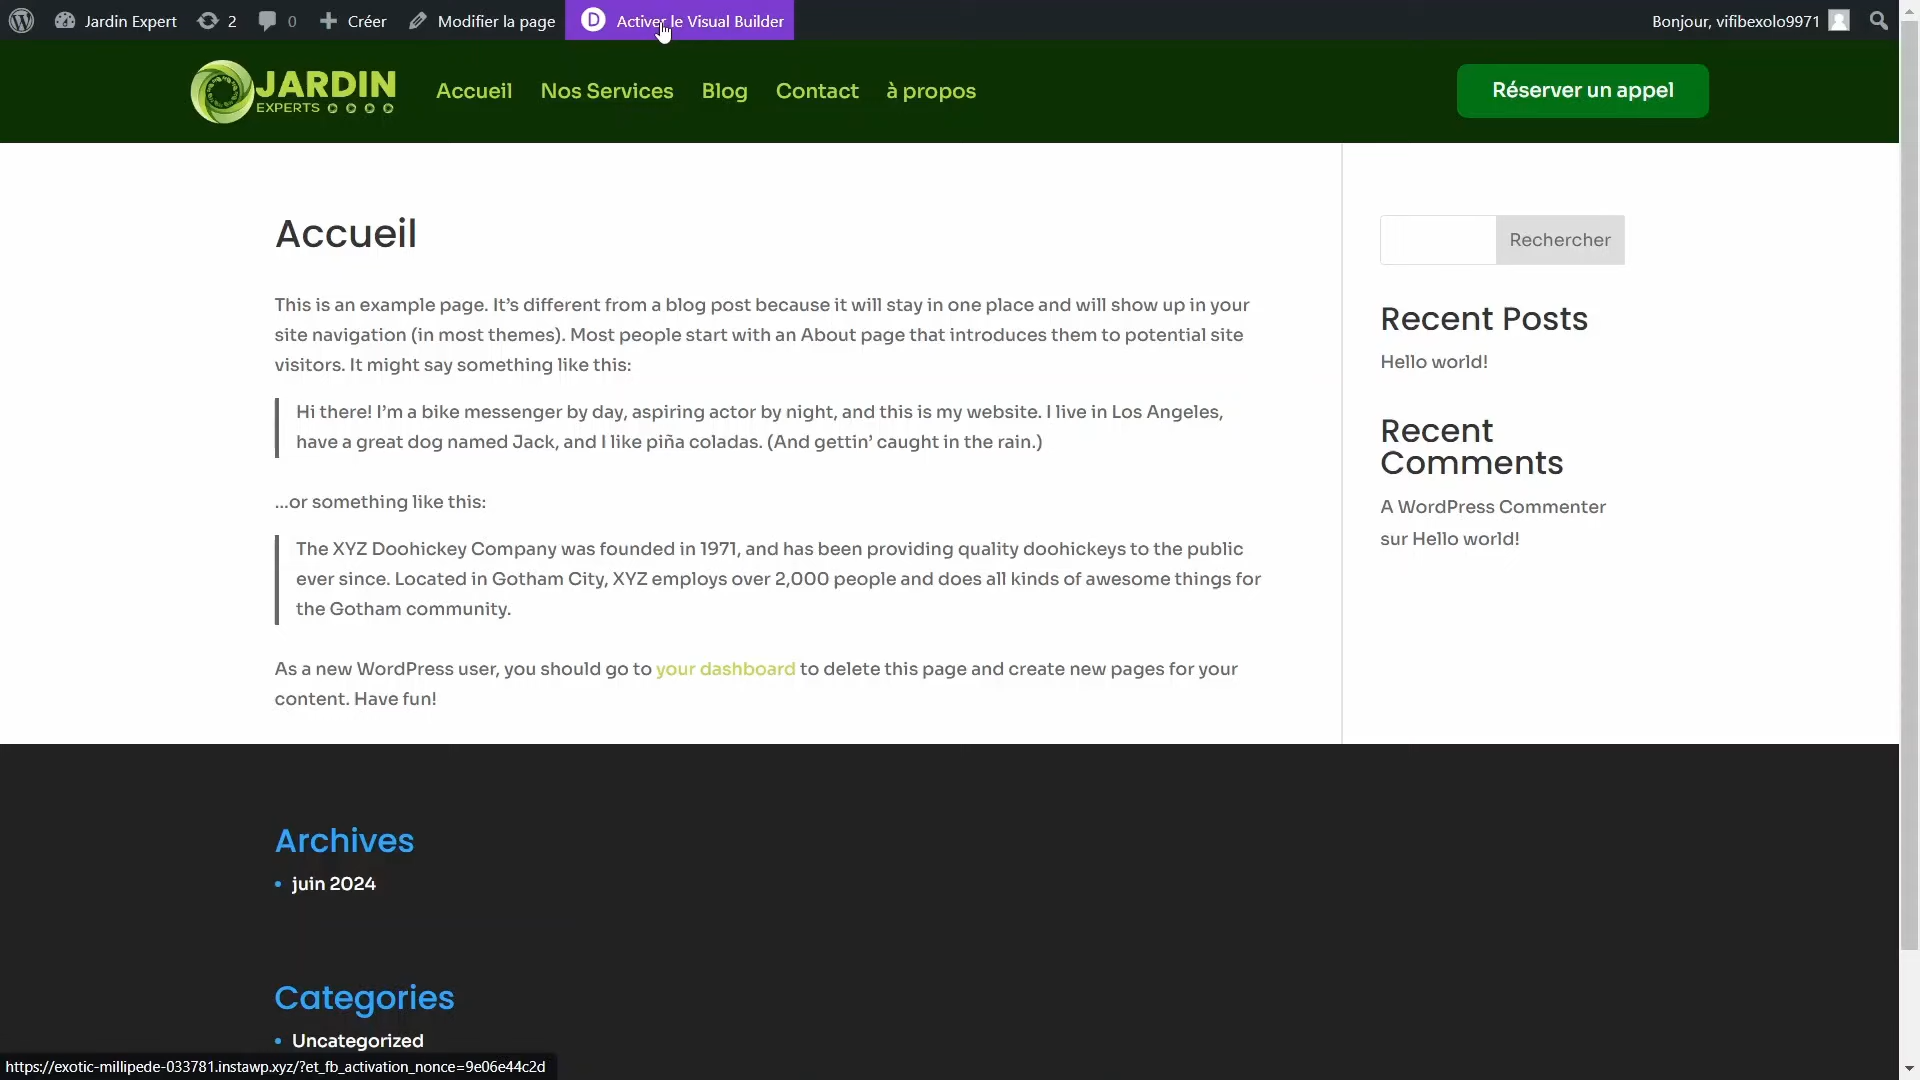 Jardin Expert 2 0 Créer Modifier la page D Activer le Visual Builder Bonjour, vifibexolo9971
JARDIN
EXPERTS
Accueil Nos Services Blog Contact à propos Réserver un appel
Accueil
This is an example page. It’s different from a blog post because it will stay in one place and will show up in your
site navigation (in most themes). Most people start with an About page that introduces them to potential site
visitors. It might say something like this:
Hi there! I’m a bike messenger by day, aspiring actor by night, and this is my website. I live in Los Angeles,
have a great dog named Jack, and I like piña coladas. (And gettin’ caught in the rain.)
…or something like this:
The XYZ Doohickey Company was founded in 1971, and has been providing quality doohickeys to the public
ever since. Located in Gotham City, XYZ employs over 2,000 people and does all kinds of awesome things for
the Gotham community.
As a new WordPress user, you should go to your dashboard to delete this page and create new pages for your
content. Have fun!
Rechercher
Recent Posts
Hello world!
Recent
Comments
A WordPress Commenter
sur Hello world!
Archives
juin 2024
Categories
Uncategorized
https://exotic-millipede-033781.instawp.xyz/?et_fb_activation_nonce=9e06e44c2d